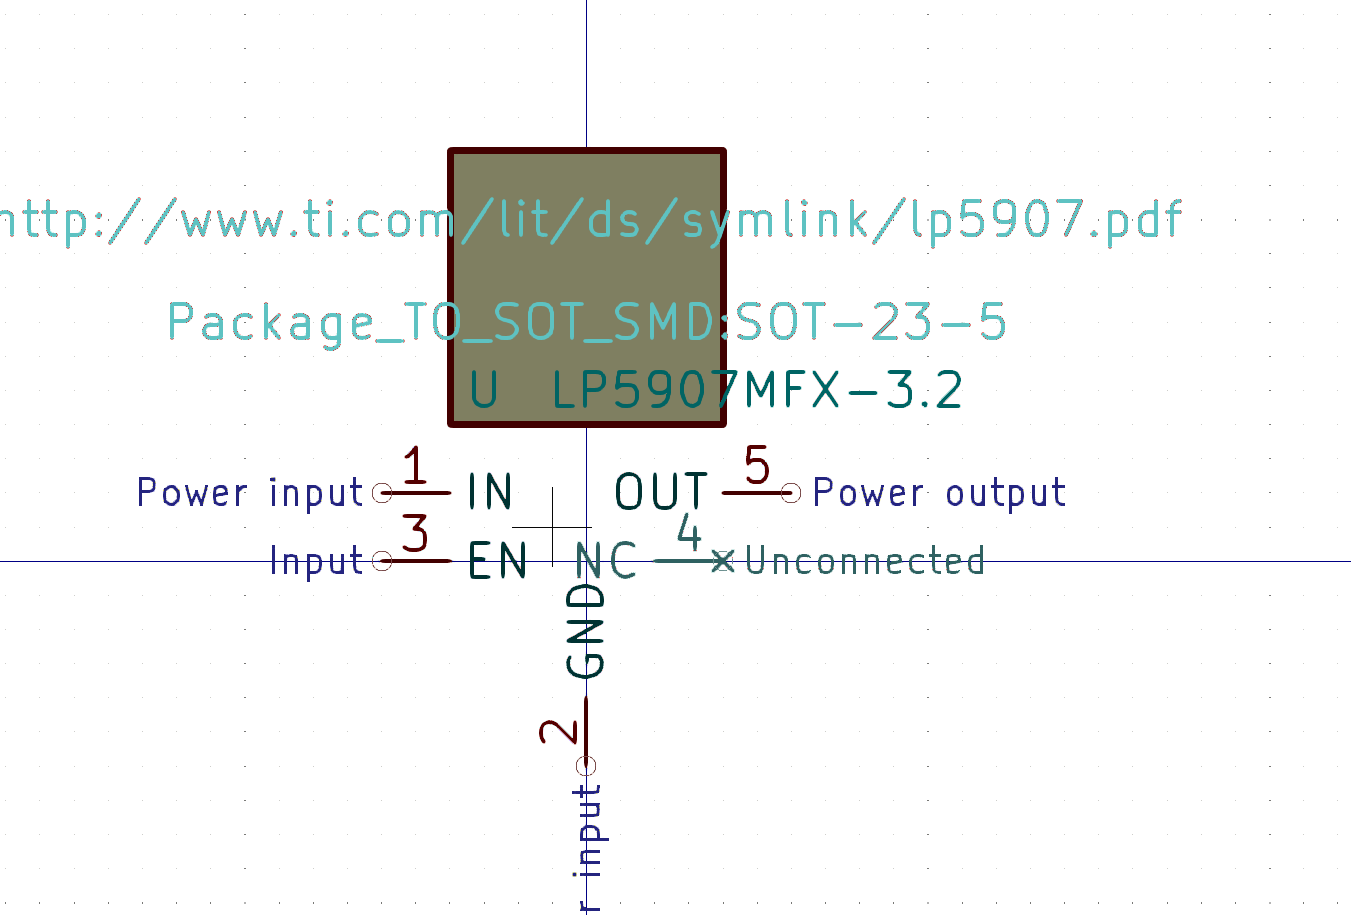 http://www.ti.com/lit/ds/symlink/lp5907.pdf
Package_TO_SOT_SMD:SOT-23-5
U LP5907MFX-3.2
Power input 1 IN OUT 5 Power output
Input 3 EN NC 4 Unconnected
GND
2
r input